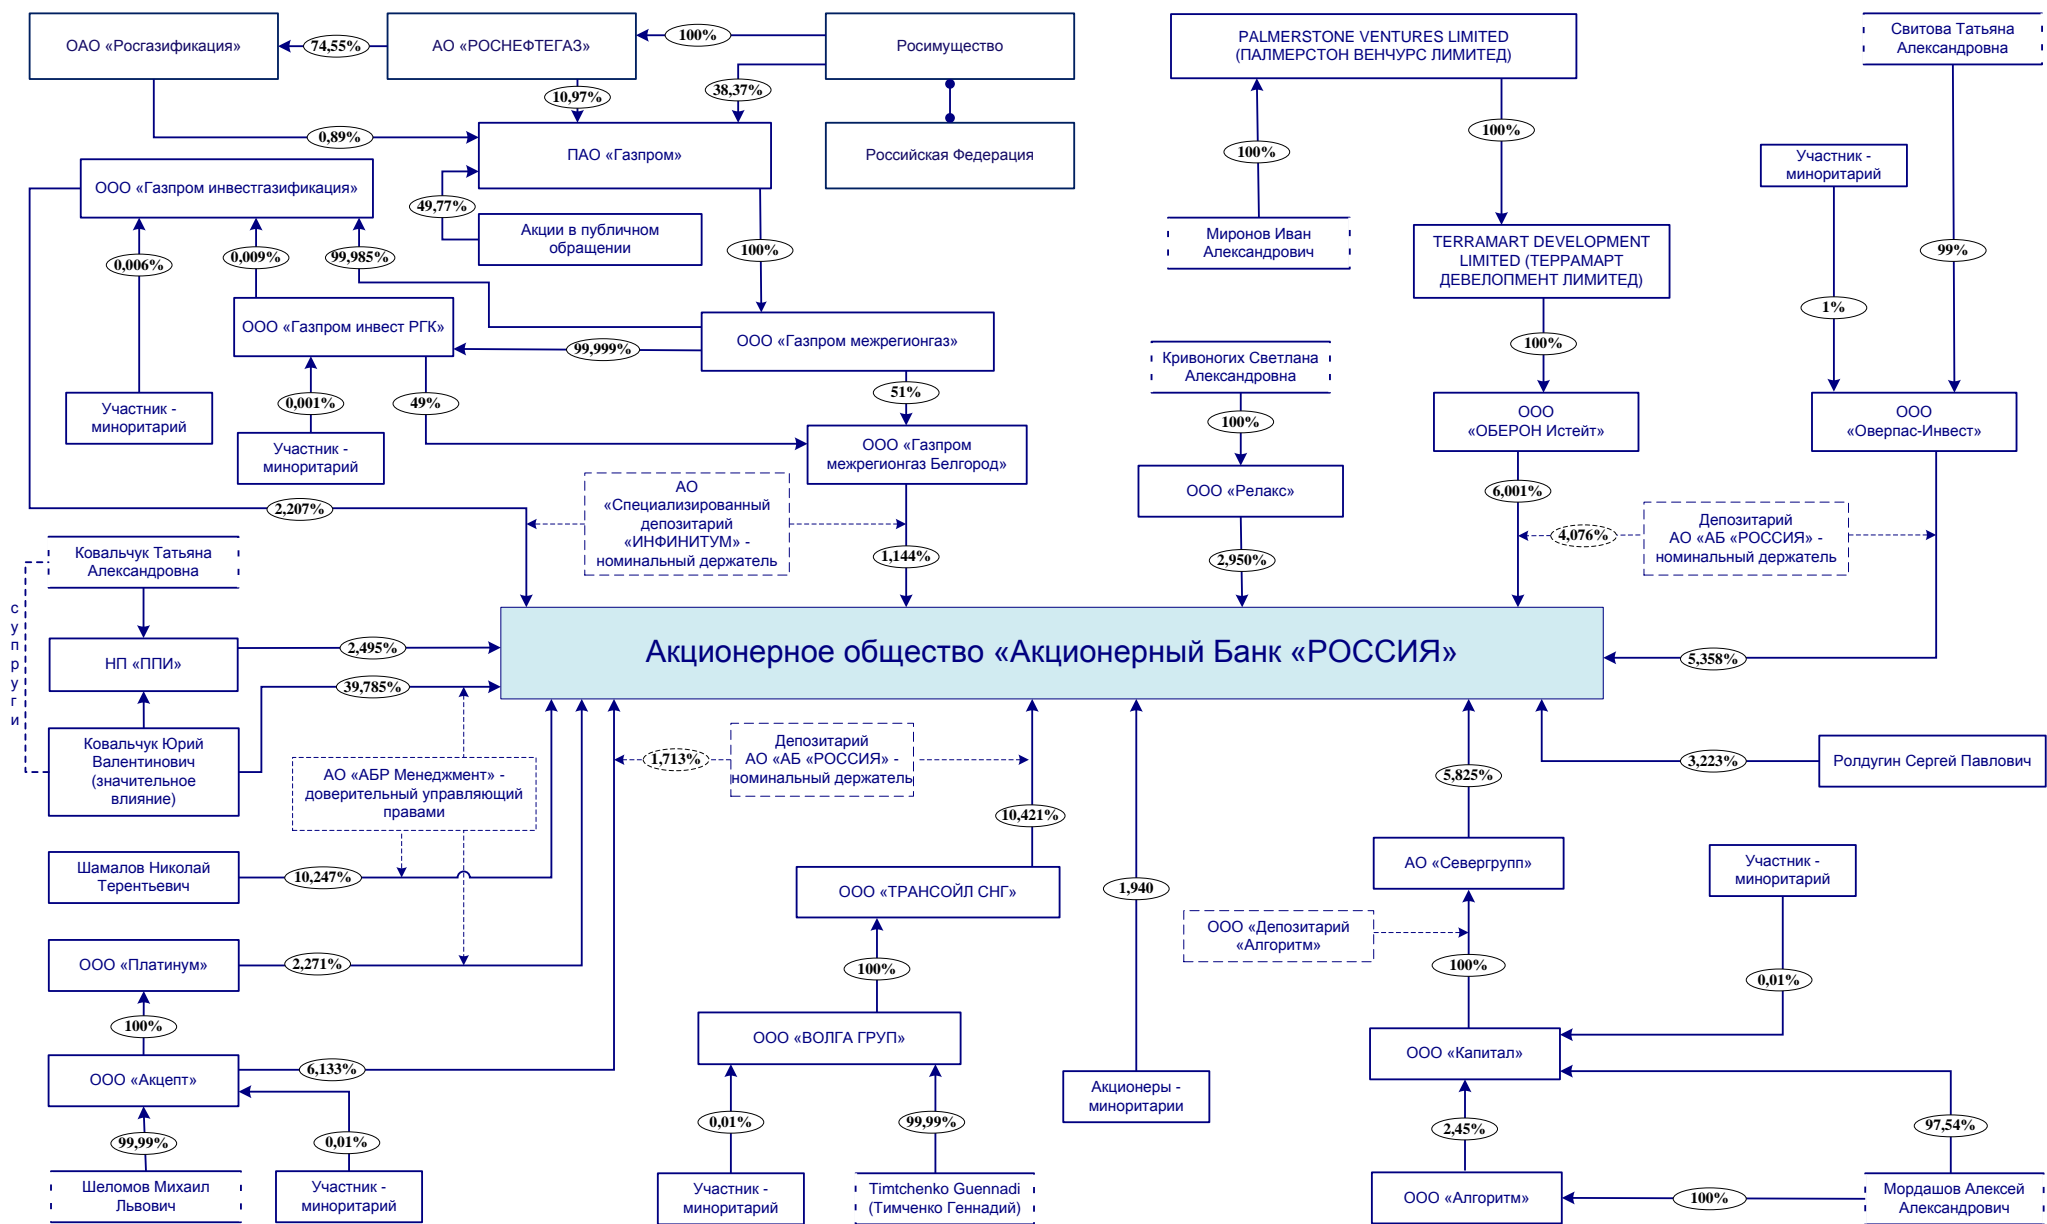 ОАО «Росгазификация»
74,55%
АО «РОСНЕФТЕГАЗ»
100%
Росимущество
PALMERSTONE VENTURES LIMITED
(ПАЛМЕРСТОН ВЕНЧУРС ЛИМИТЕД)
Свитова Татьяна
Александровна
10,97%
38,37%
0,89%
ПАО «Газпром»
Российская Федерация
100%
100%
Участник -
миноритарий
ООО «Газпром инвестгазификация»
49,77%
Акции в публичном
обращении
Миронов Иван
Александрович
TERRAMART DEVELOPMENT
LIMITED (ТЕРРАМАРТ
ДЕВЕЛОПМЕНТ ЛИМИТЕД)
99%
0,006%
0,009%
99,985%
100%
1%
ООО «Газпром инвест РГК»
99,999%
ООО «Газпром межрегионгаз»
Кривоногих Светлана
Александровна
100%
Участник -
миноритарий
0,001%
49%
51%
100%
ООО
«ОБЕРОН Истейт»
ООО
«Оверпас-Инвест»
Участник -
миноритарий
ООО «Газпром
межрегионгаз Белгород»
ООО «Релакс»
6,001%
2,207%
АО
«Специализированный
депозитарий
«ИНФИНИТУМ» -
номинальный держатель
1,144%
2,950%
4,076%
Депозитарий
АО «АБ «РОССИЯ» -
номинальный держатель
Ковальчук Татьяна
Александровна
супруги
НП «ППИ»
2,495%
Акционерное общество «Акционерный Банк «РОССИЯ»
5,358%
39,785%
Ковальчук Юрий
Валентинович
(значительное
влияние)
АО «АБР Менеджмент» -
доверительный управляющий
правами
1,713%
Депозитарий
АО «АБ «РОССИЯ» -
номинальный держатель
5,825%
3,223%
Ролдугин Сергей Павлович
10,421%
Шамалов Николай
Терентьевич
10,247%
ООО «ТРАНСОЙЛ СНГ»
1,940
АО «Севергрупп»
Участник -
миноритарий
ООО «Депозитарий
«Алгоритм»
ООО «Платинум»
2,271%
100%
100%
0,01%
100%
ООО «ВОЛГА ГРУП»
ООО «Капитал»
ООО «Акцепт»
6,133%
Акционеры -
миноритарии
99,99%
0,01%
0,01%
99,99%
2,45%
97,54%
Шеломов Михаил
Львович
Участник -
миноритарий
Участник -
миноритарий
Timtchenko Guennadi
(Тимченко Геннадий)
ООО «Алгоритм»
100%
Мордашов Алексей
Александрович